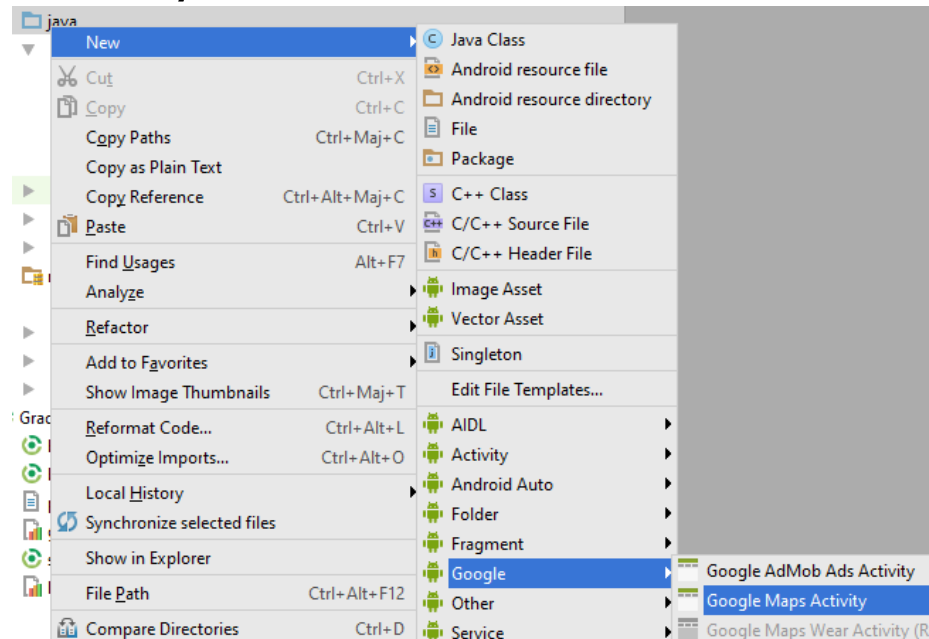 java
New
Cut Ctrl+X
Copy Ctrl+C
Copy Paths Ctrl+Maj+C
Copy as Plain Text
Copy Reference Ctrl+Alt+Maj+C
Paste Ctrl+V
Find Usages Alt+F7
Analyze
Refactor
Add to Favorites
Show Image Thumbnails Ctrl+Maj+T
Reformat Code... Ctrl+Alt+L
Optimize Imports... Ctrl+Alt+O
Local History
Synchronize selected files
Show in Explorer
File Path Ctrl+Alt+F12
Compare Directories Ctrl+D
Grad
Java Class
Android resource file
Android resource directory
File
Package
C++ Class
C/C++ Source File
C/C++ Header File
Image Asset
Vector Asset
Singleton
Edit File Templates...
AIDL
Activity
Android Auto
Folder
Fragment
Google
Other
Service
Google AdMob Ads Activity
Google Maps Activity
Google Maps Wear Activity (R